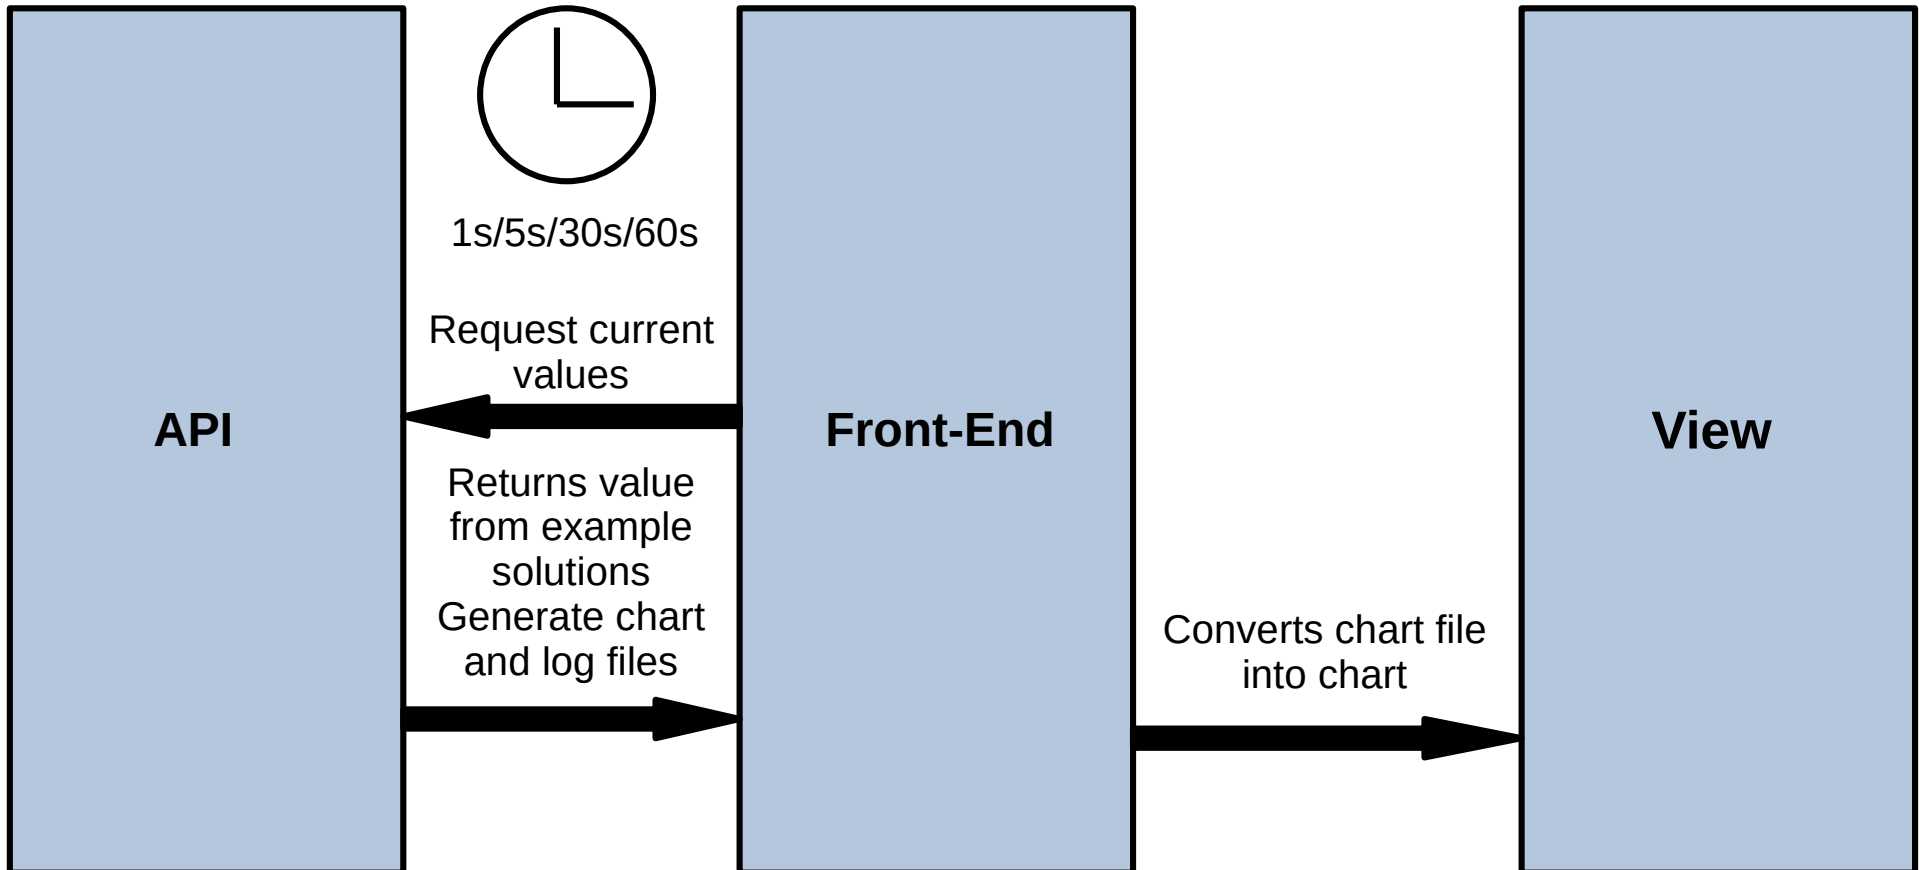 1s/5s/30s/60s
Request current
values
API
Front-End
View
Returns value
from example
solutions
Generate chart
and log files
Converts chart file
into chart